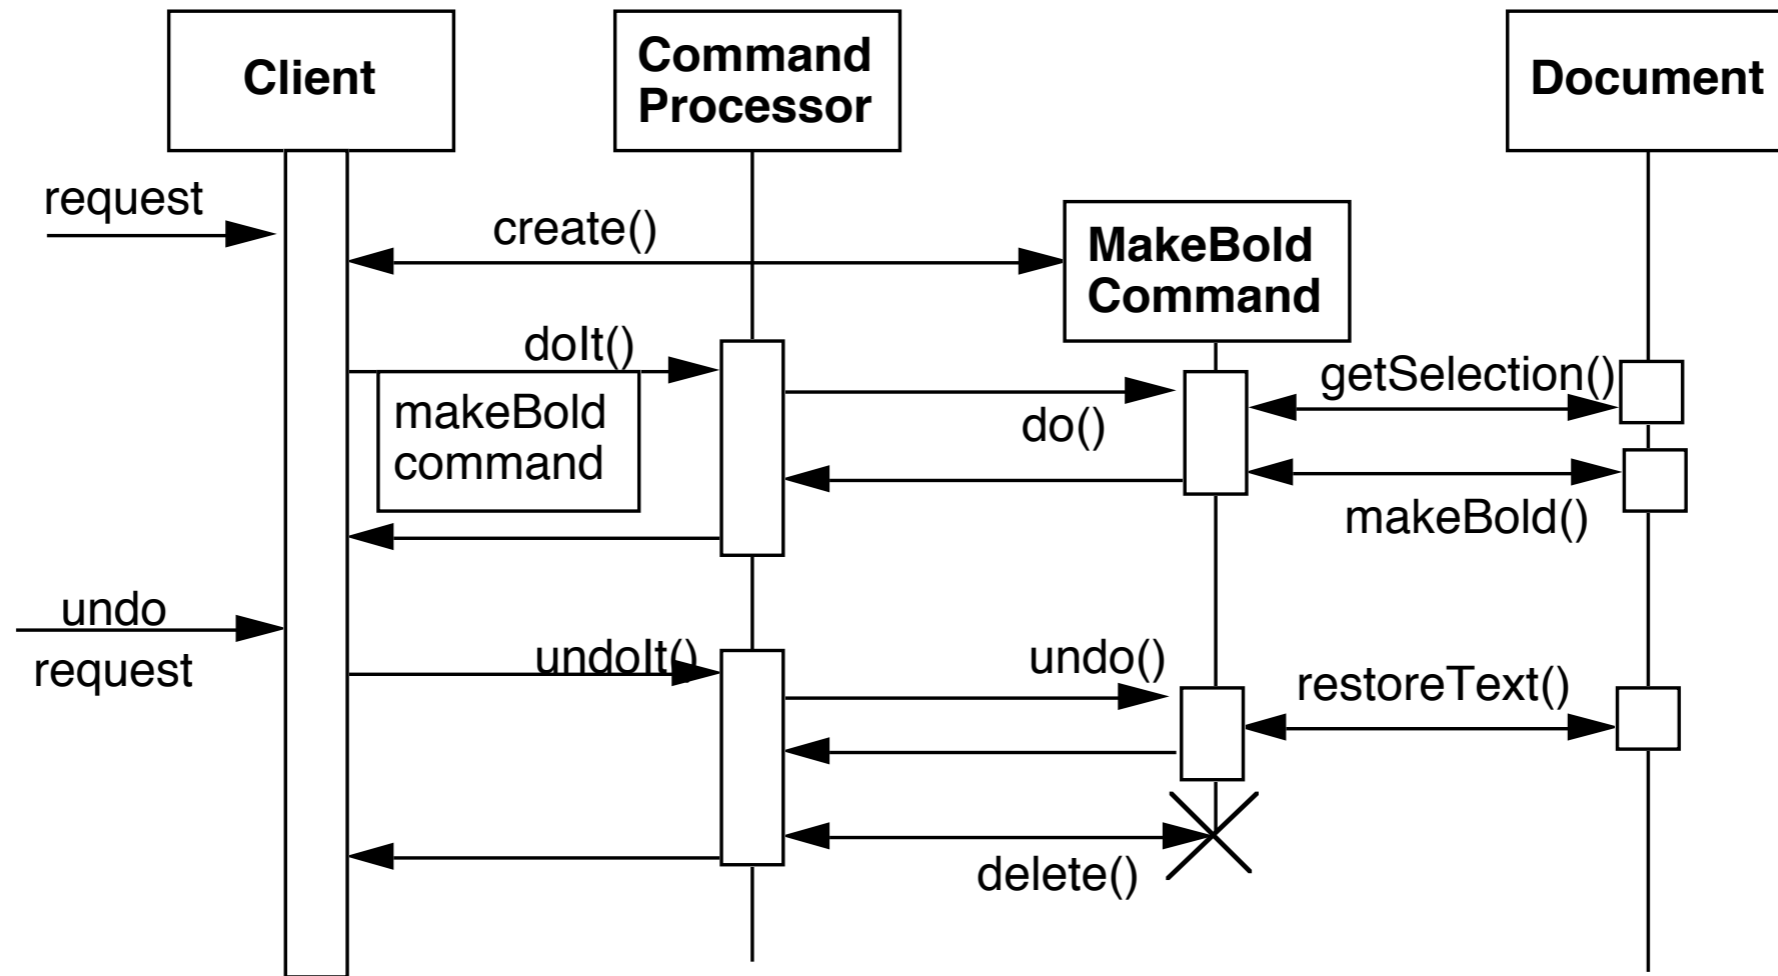 Client
Command
Processor
Document
request
create()
MakeBold
Command
doIt()
getSelection()
makeBold
command
do()
makeBold()
undo
request
undoIt()
undo()
restoreText()
delete()